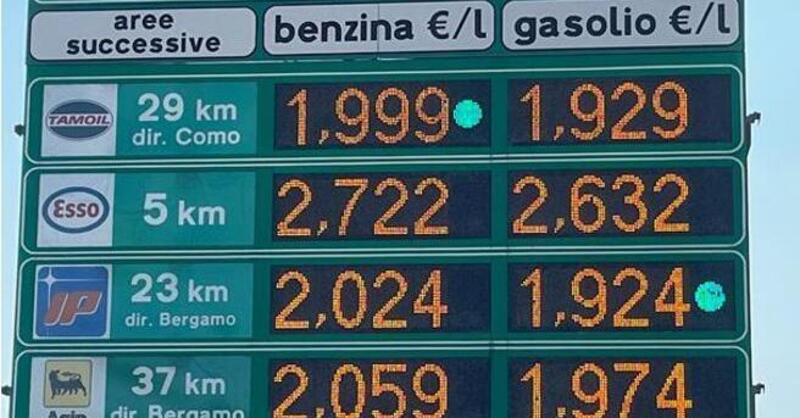 aree successive
benzina €/l
gasolio €/l
TAMOIL
29 km
dir. Como
1,999
1,929
Esso
5 km
2,722
2,632
IP
23 km
dir. Bergamo
2,024
1,924
Agip
37 km
dir. Bergamo
2,059
1,974